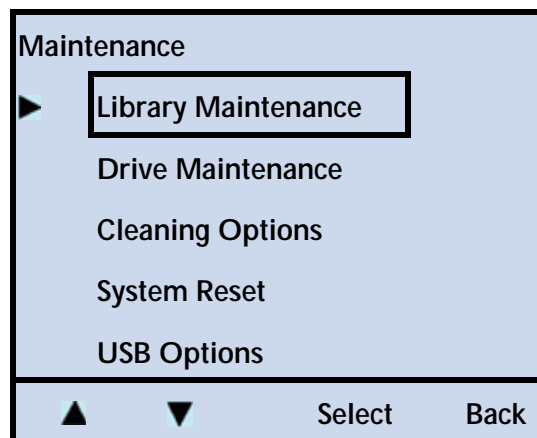 Maintenance
▶ Library Maintenance
Drive Maintenance
Cleaning Options
System Reset
USB Options
▲ ▼ Select Back